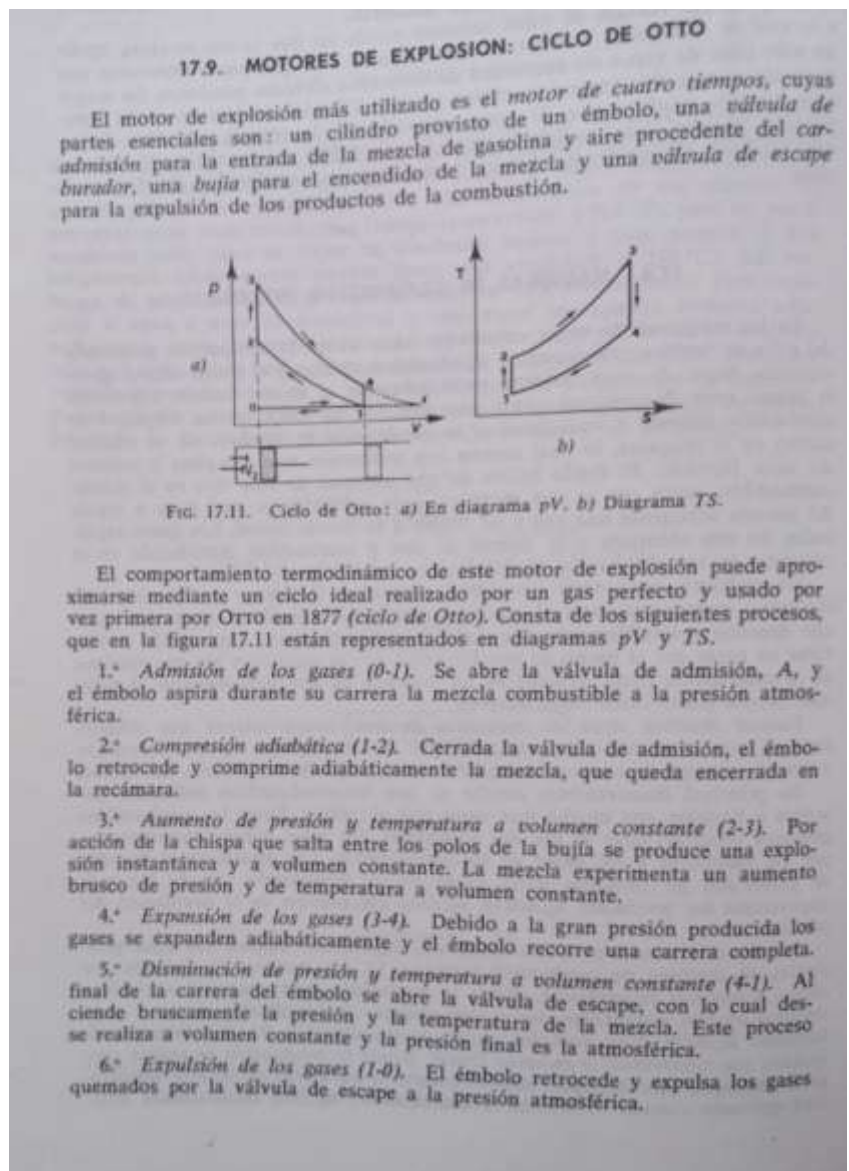 17.9. MOTORES DE EXPLOSION: CICLO DE OTTO
El motor de explosión más utilizado es el motor de cuatro tiempos, cuyas
partes esenciales son: un cilindro provisto de un émbolo, una válvula de
admisión para la entrada de la mezcla de gasolina y aire procedente del car-
burador, una bujía para el encendido de la mezcla y una válvula de escape
para la expulsión de los productos de la combustión.
p
3
2
0
1
4
V
a)
T
3
2
1
4
S
b)
FIG. 17.11. Ciclo de Otto: a) En diagrama pV. b) Diagrama TS.
El comportamiento termodinámico de este motor de explosión puede apro-
ximarse mediante un ciclo ideal realizado por un gas perfecto y usado por
vez primera por OTTO en 1877 (ciclo de Otto). Consta de los siguientes procesos,
que en la figura 17.11 están representados en diagramas pV y TS.
1.º Admisión de los gases (0-1). Se abre la válvula de admisión, A, y
el émbolo aspira durante su carrera la mezcla combustible a la presión atmos-
férica.
2.º Compresión adiabática (1-2). Cerrada la válvula de admisión, el émbo-
lo retrocede y comprime adiabáticamente la mezcla, que queda encerrada en
la recámara.
3.º Aumento de presión y temperatura a volumen constante (2-3). Por
acción de la chispa que salta entre los polos de la bujía se produce una explo-
sión instantánea y a volumen constante. La mezcla experimenta un aumento
brusco de presión y de temperatura a volumen constante.
4.º Expansión de los gases (3-4). Debido a la gran presión producida los
gases se expanden adiabáticamente y el émbolo recorre una carrera completa.
5.º Disminución de presión y temperatura a volumen constante (4-1). Al
final de la carrera del émbolo se abre la válvula de escape, con lo cual des-
ciende bruscamente la presión y la temperatura de la mezcla. Este proceso
se realiza a volumen constante y la presión final es la atmosférica.
6.º Expulsión de los gases (1-0). El émbolo retrocede y expulsa los gases
quemados por la válvula de escape a la presión atmosférica.